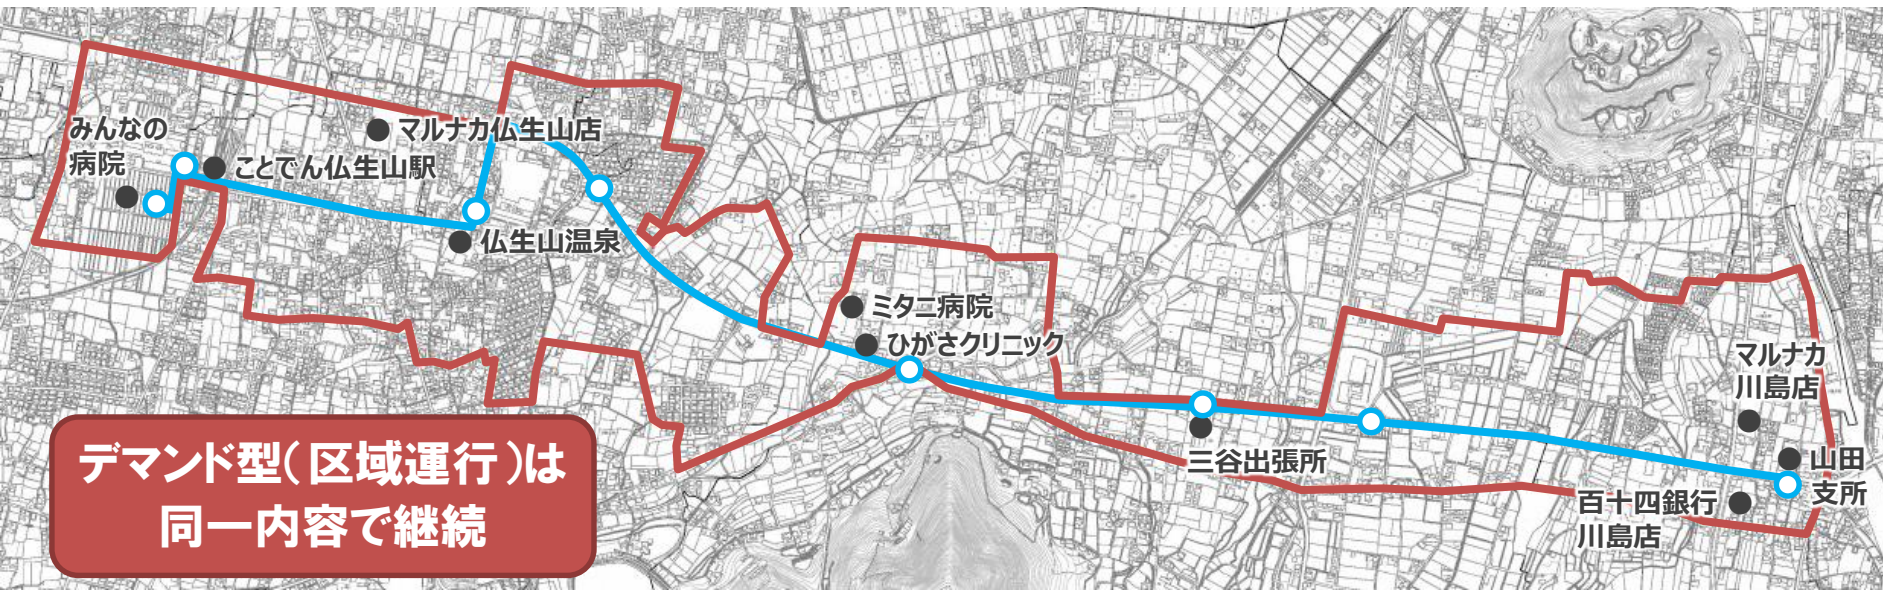 みんなの
病院
ことでん仏生山駅
マルナカ仏生山店
仏生山温泉
ミタニ病院
ひがさクリニック
三谷出張所
マルナカ
川島店
山田
支所
百十四銀行
川島店
デマンド型(区域運行)は
同一内容で継続